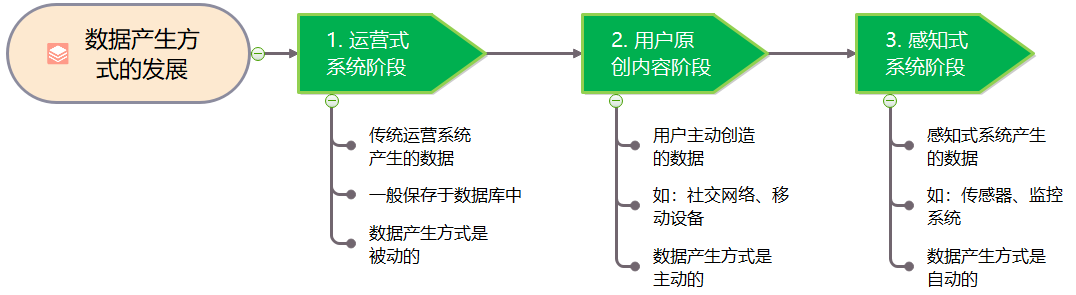 数据产生方
式的发展
1. 运营式
系统阶段
传统运营系统
产生的数据
一般保存于数据库中
数据产生方式是
被动的
2. 用户原
创内容阶段
用户主动创造
的数据
如：社交网络、移
动设备
数据产生方式是
主动的
3. 感知式
系统阶段
感知式系统产生
的数据
如：传感器、监控
系统
数据产生方式是
自动的